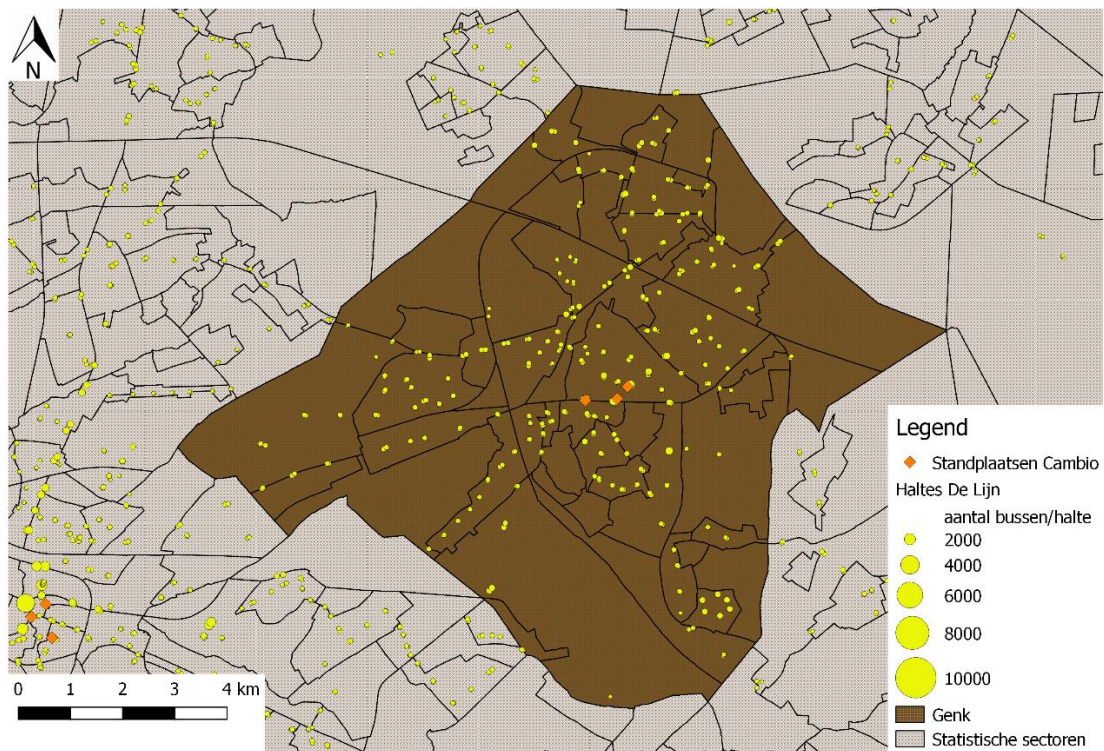 N
Legend
Standplaatsen Cambio
Haltes De Lijn
aantal bussen/halte
2000
4000
6000
8000
10000
Genk
Statistische sectoren
0 1 2 3 4 km